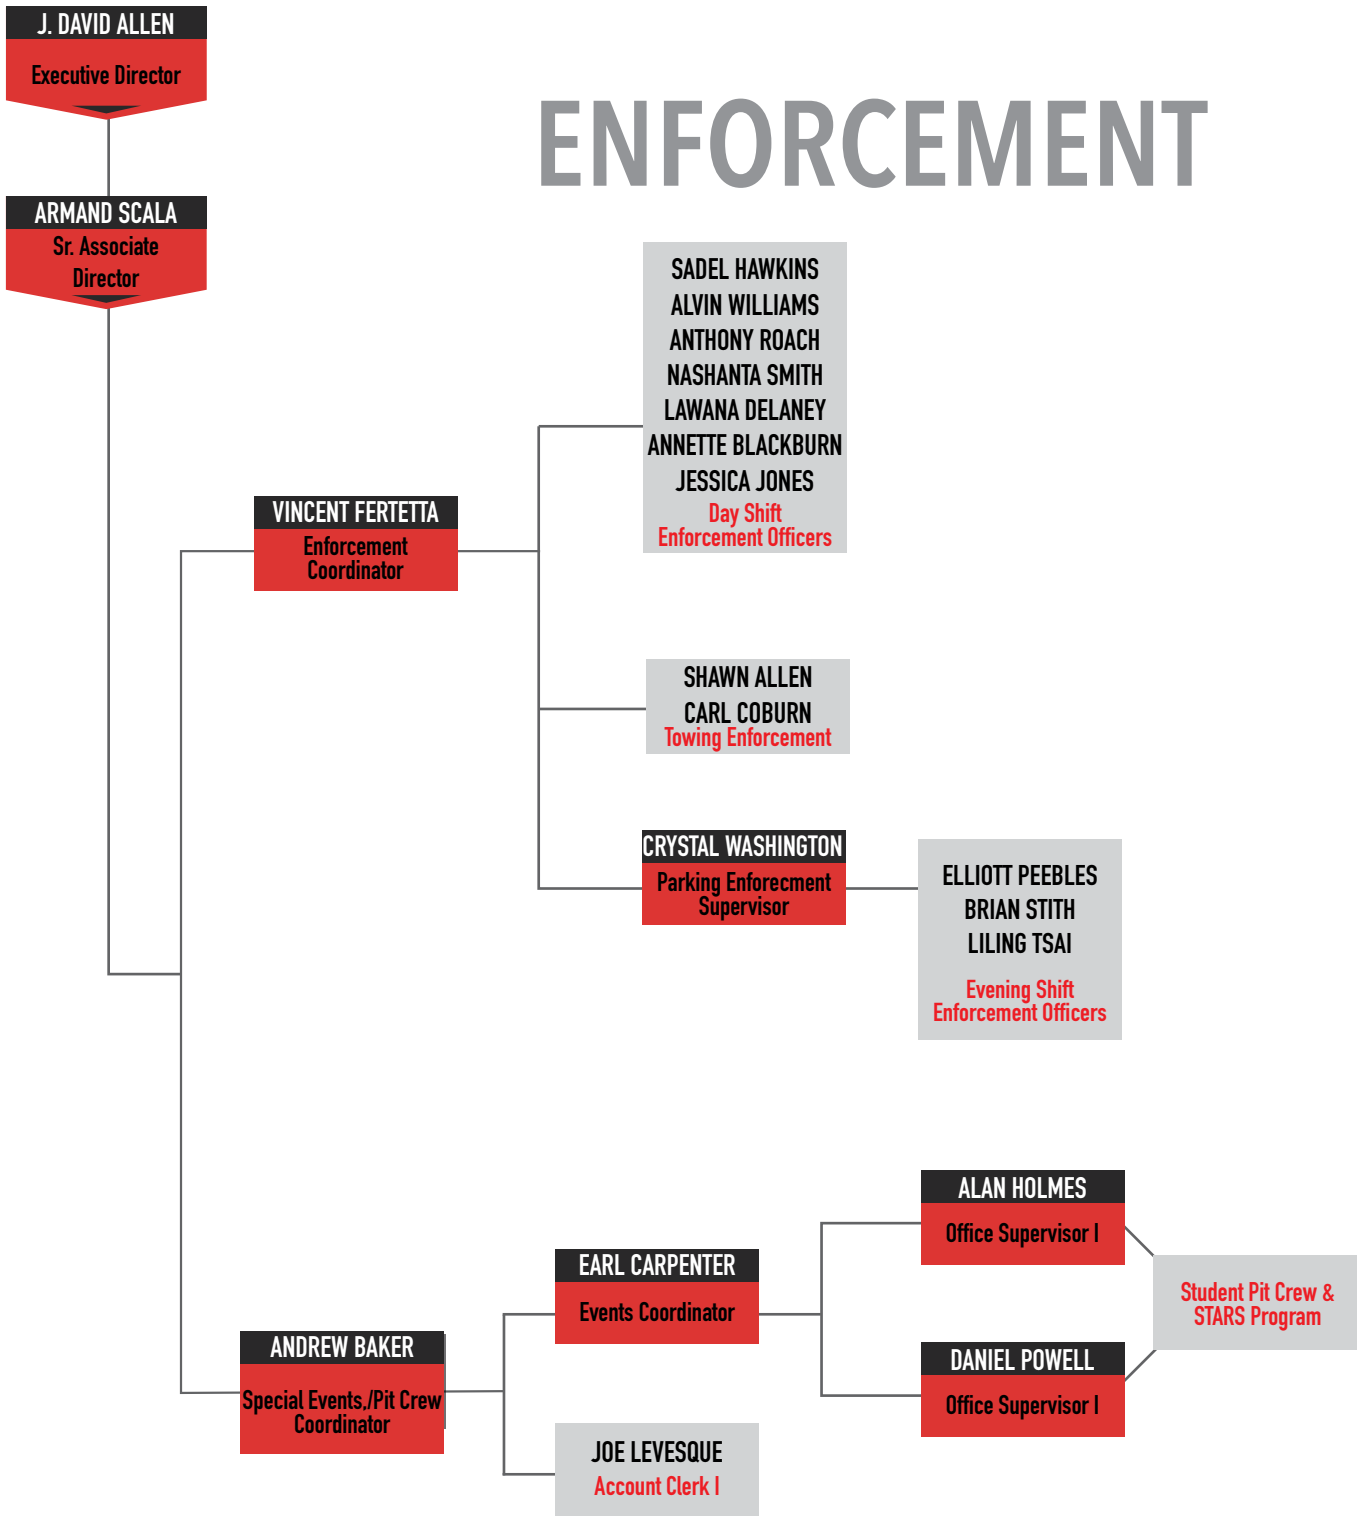 J. DAVID ALLEN
Executive Director
ENFORCEMENT
ARMAND SCALA
Sr. Associate
Director
SADEL HAWKINS
ALVIN WILLIAMS
ANTHONY ROACH
NASHANTA SMITH
LAWANA DELANEY
ANNETTE BLACKBURN
JESSICA JONES
Day Shift
Enforcement Officers
VINCENT FERTETTA
Enforcement
Coordinator
SHAWN ALLEN
CARL COBURN
Towing Enforcement
CRYSTAL WASHINGTON
Parking Enforecment
Supervisor
ELLIOTT PEEBLES
BRIAN STITH
LILING TSAI
Evening Shift
Enforcement Officers
ALAN HOLMES
Office Supervisor I
EARL CARPENTER
Events Coordinator
Student Pit Crew &
STARS Program
ANDREW BAKER
Special Events,/Pit Crew
Coordinator
DANIEL POWELL
Office Supervisor I
JOE LEVESQUE
Account Clerk I